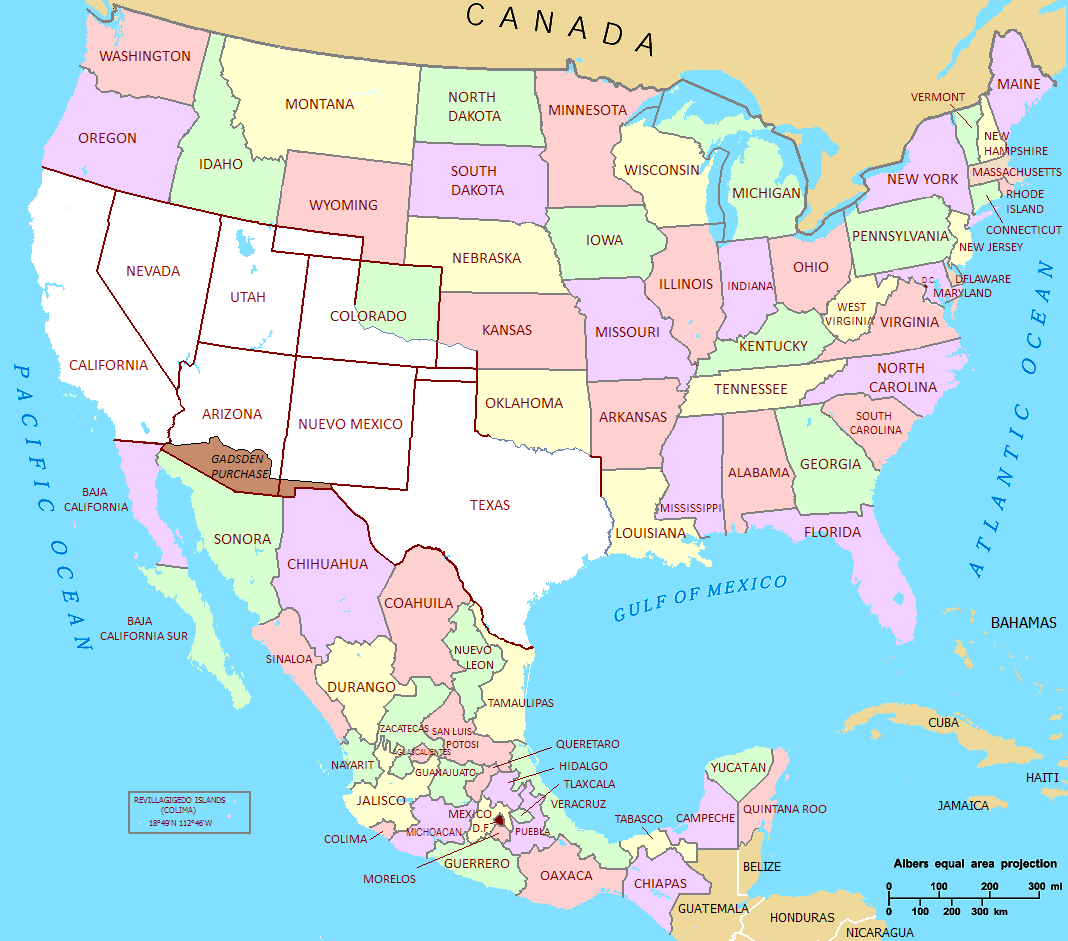 CANADA
WASHINGTON
MONTANA
NORTH
DAKOTA
MINNESOTA
MAINE
VERMONT
OREGON
IDAHO
NEW
HAMPSHIRE
WISCONSIN
SOUTH
DAKOTA
MICHIGAN
NEW YORK
MASSACHUSETTS
WYOMING
RHODE
ISLAND
CONNECTICUT
IOWA
PENNSYLVANIA
NEW JERSEY
NEBRASKA
NEVADA
UTAH
ILLINOIS
INDIANA
OHIO
D.C.
DELAWARE
MARYLAND
COLORADO
KANSAS
MISSOURI
WEST
VIRGINIA
VIRGINIA
KENTUCKY
CALIFORNIA
NORTH
CAROLINA
TENNESSEE
ARIZONA
NUEVO MEXICO
OKLAHOMA
ARKANSAS
SOUTH
CAROLINA
PACIFIC OCEAN
ATLANTIC OCEAN
GADSDEN
PURCHASE
ALABAMA
GEORGIA
BAJA
CALIFORNIA
TEXAS
MISSISSIPPI
LOUISIANA
FLORIDA
SONORA
CHIHUAHUA
GULF OF MEXICO
COAHUILA
BAJA
CALIFORNIA SUR
BAHAMAS
SINALOA
NUEVO
LEON
DURANGO
TAMAULIPAS
ZACATECAS
SAN LUIS
POTOSI
CUBA
QUERETARO
AGUASCALIENTES
NAYARIT
HIDALGO
YUCATAN
GUANAJUATO
HAITI
TLAXCALA
JALISCO
VERACRUZ
REVILLAGIGEDO ISLANDS
(COLIMA)
18°49'N 112°46'W
QUINTANA ROO
JAMAICA
MEXICO
D.F.
TABASCO
CAMPECHE
COLIMA
MICHOACAN
PUEBLA
GUERRERO
MORELOS
OAXACA
CHIAPAS
BELIZE
Albers equal area projection
0 100 200 300 mi
0 100 200 300 km
GUATEMALA
HONDURAS
NICARAGUA